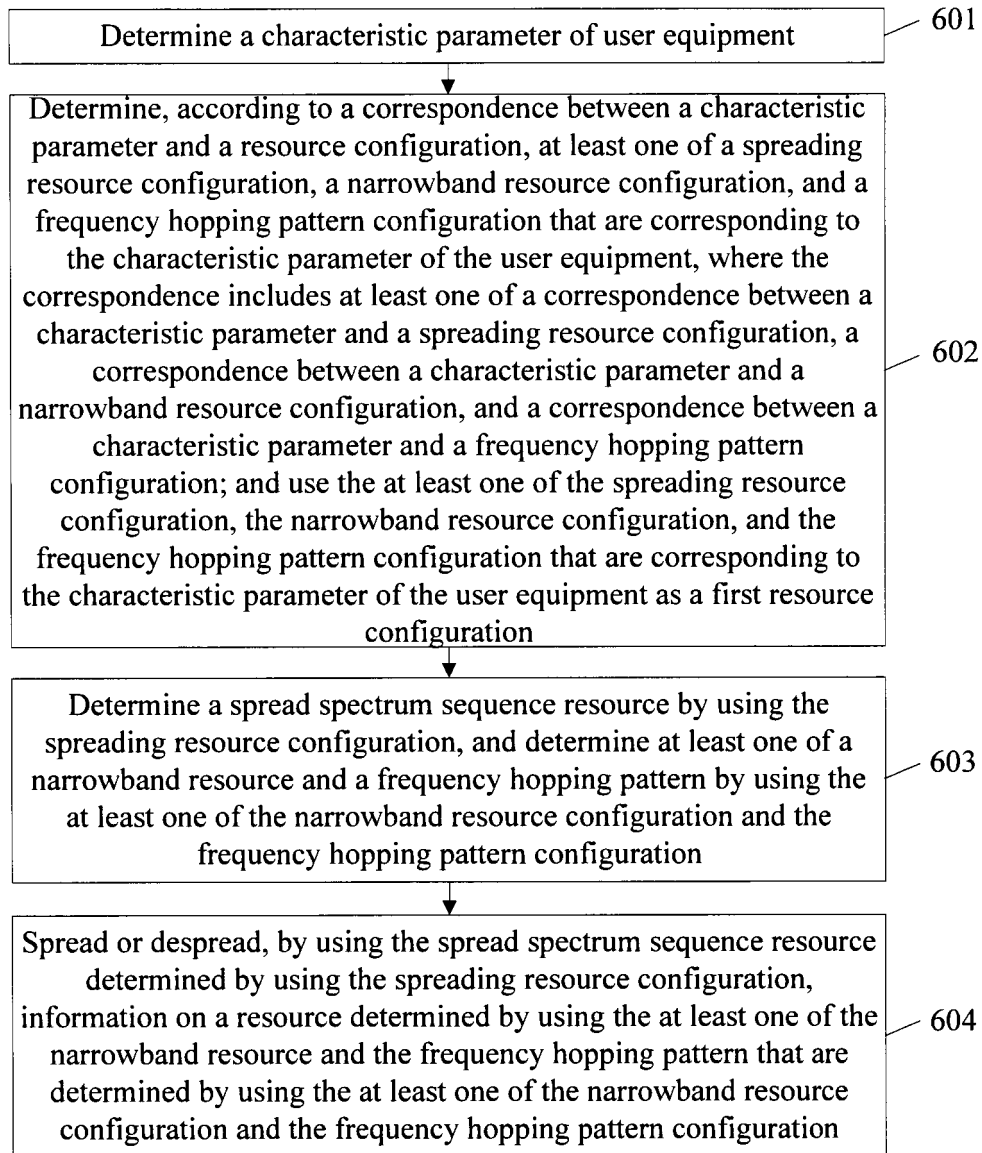 Determine a characteristic parameter of user equipment
601
Determine, according to a correspondence between a characteristic
parameter and a resource configuration, at least one of a spreading
resource configuration, a narrowband resource configuration, and a
frequency hopping pattern configuration that are corresponding to
the characteristic parameter of the user equipment, where the
correspondence includes at least one of a correspondence between a
characteristic parameter and a spreading resource configuration, a
correspondence between a characteristic parameter and a
narrowband resource configuration, and a correspondence between a
characteristic parameter and a frequency hopping pattern
configuration; and use the at least one of the spreading resource
configuration, the narrowband resource configuration, and the
frequency hopping pattern configuration that are corresponding to
the characteristic parameter of the user equipment as a first resource
configuration
602
Determine a spread spectrum sequence resource by using the
spreading resource configuration, and determine at least one of a
narrowband resource and a frequency hopping pattern by using the
at least one of the narrowband resource configuration and the
frequency hopping pattern configuration
603
Spread or despread, by using the spread spectrum sequence resource
determined by using the spreading resource configuration,
information on a resource determined by using the at least one of the
narrowband resource and the frequency hopping pattern that are
determined by using the at least one of the narrowband resource
configuration and the frequency hopping pattern configuration
604